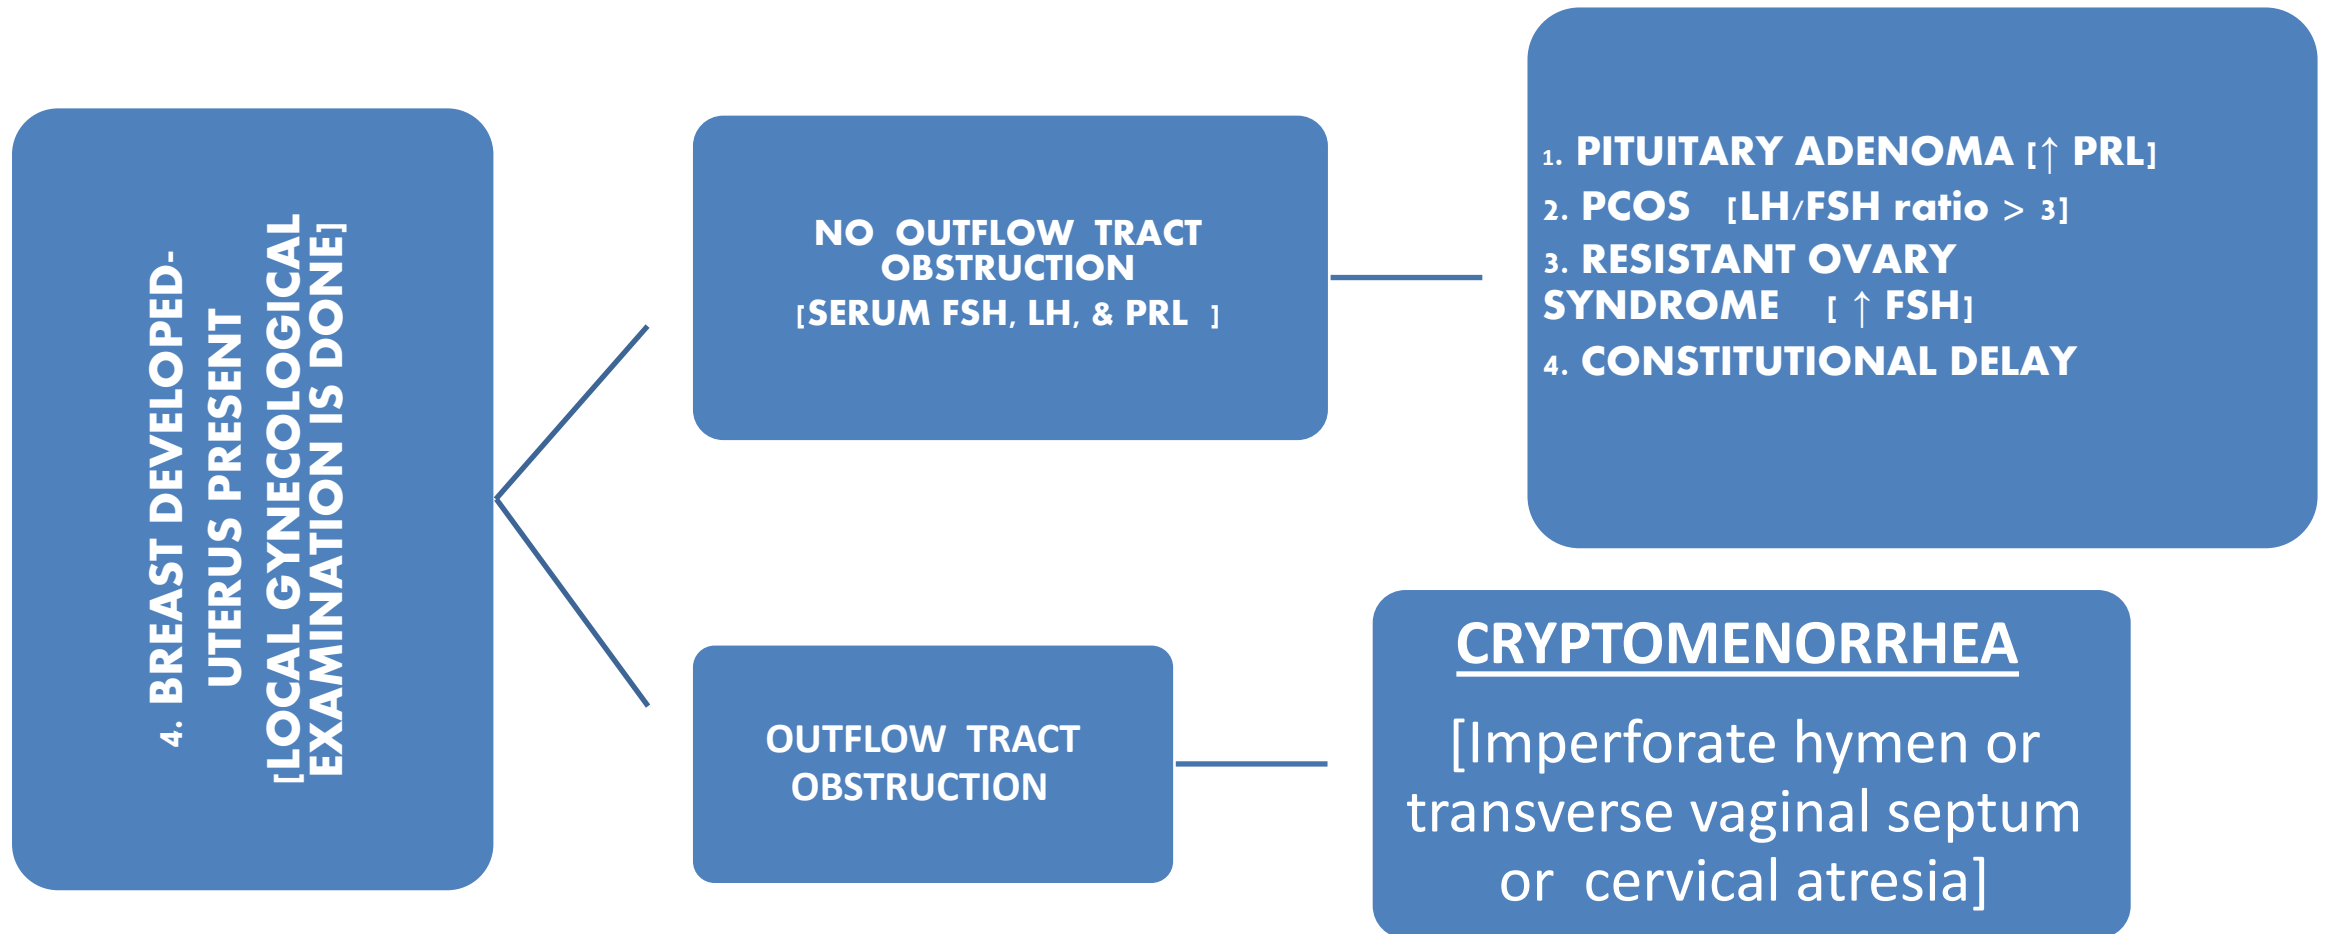 4. BREAST DEVELOPED-
UTERUS PRESENT
[LOCAL GYNECOLOGICAL
EXAMINATION IS DONE]
NO OUTFLOW TRACT
OBSTRUCTION
[SERUM FSH, LH, & PRL ]
1. PITUITARY ADENOMA [↑ PRL]
2. PCOS [LH/FSH ratio > 3]
3. RESISTANT OVARY
SYNDROME [ ↑ FSH]
4. CONSTITUTIONAL DELAY
OUTFLOW TRACT
OBSTRUCTION
CRYPTOMENORRHEA
[Imperforate hymen or
transverse vaginal septum
or cervical atresia]